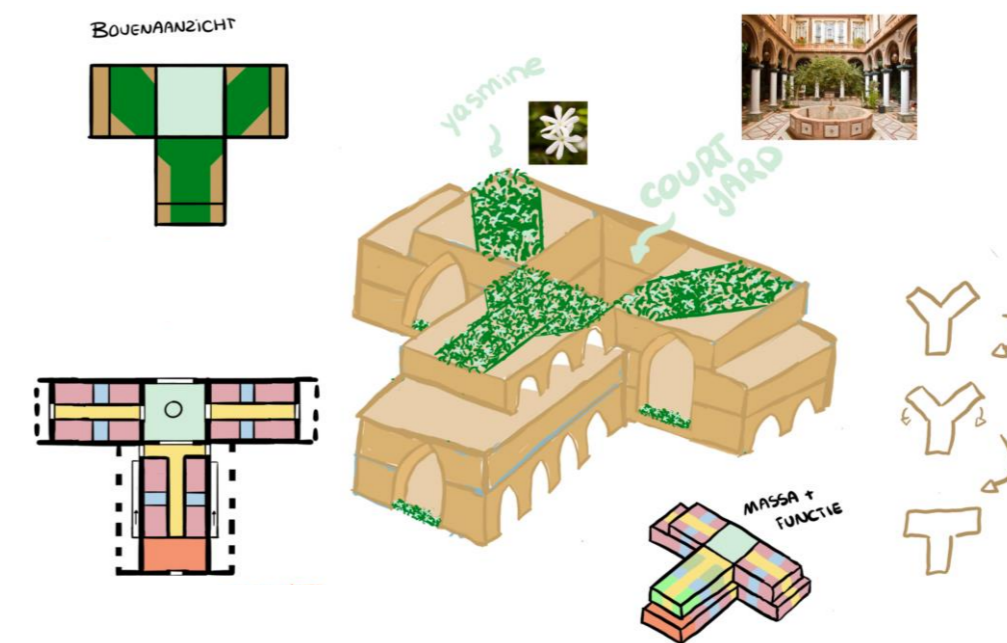 BOVENAANZICHT
yasmine
COURT
YARD
MASSA +
FUNCTIE